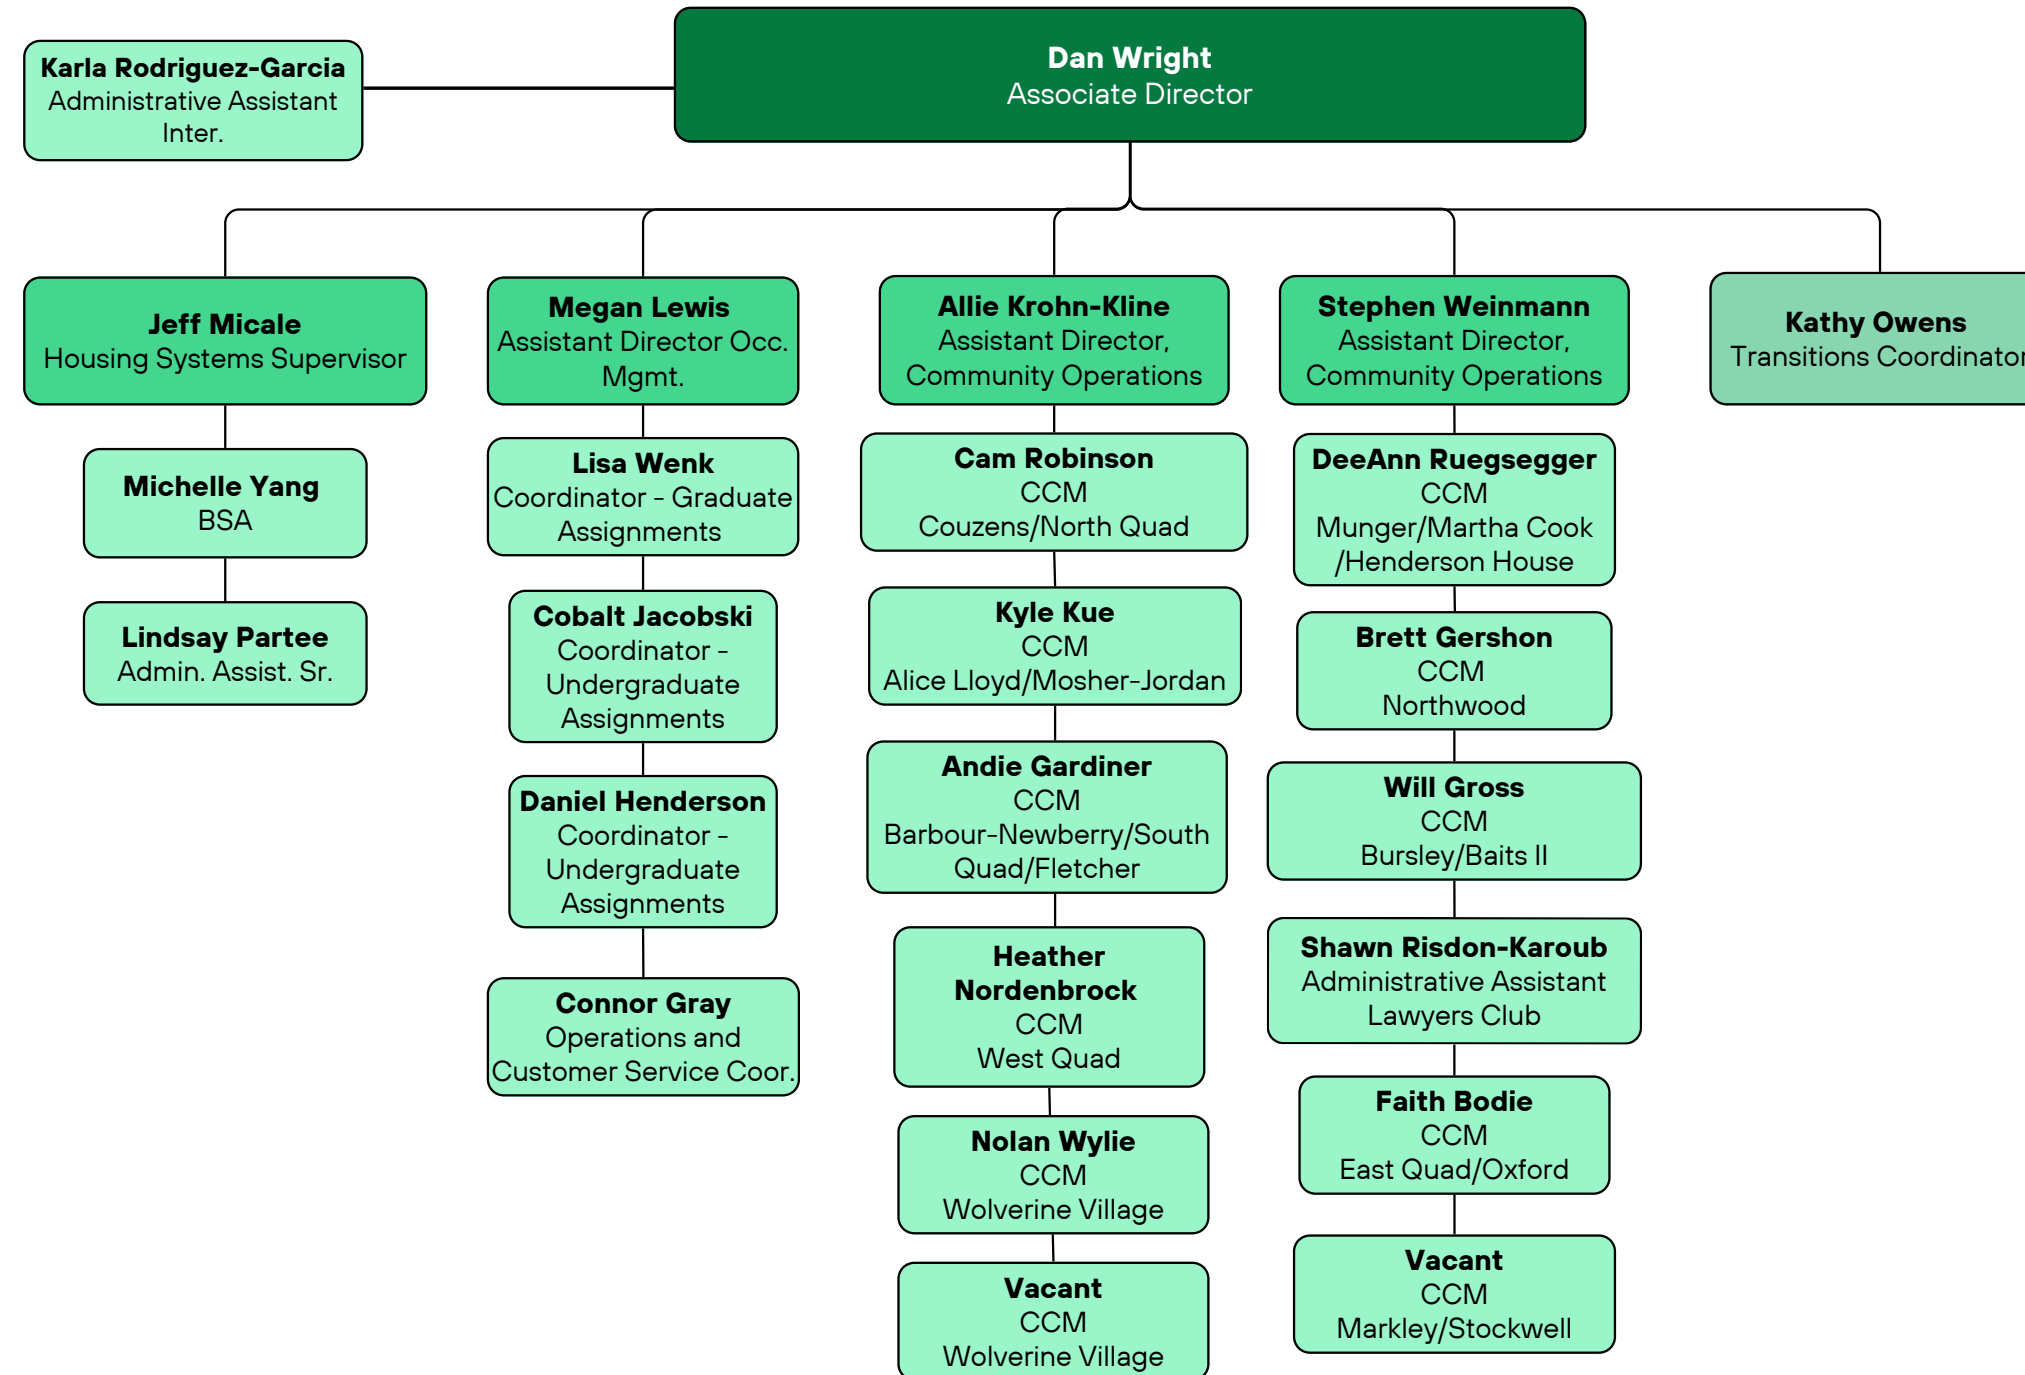 Karla Rodriguez-Garcia
Administrative Assistant
Inter.
Dan Wright
Associate Director
Jeff Micale
Housing Systems Supervisor
Michelle Yang
BSA
Lindsay Partee
Admin. Assist. Sr.
Megan Lewis
Assistant Director Occ.
Mgmt.
Lisa Wenk
Coordinator - Graduate
Assignments
Cobalt Jacobski
Coordinator -
Undergraduate
Assignments
Daniel Henderson
Coordinator -
Undergraduate
Assignments
Connor Gray
Operations and
Customer Service Coor.
Allie Krohn-Kline
Assistant Director,
Community Operations
Cam Robinson
CCM
Couzens/North Quad
Kyle Kue
CCM
Alice Lloyd/Mosher-Jordan
Andie Gardiner
CCM
Barbour-Newberry/South
Quad/Fletcher
Heather
Nordenbrock
CCM
West Quad
Nolan Wylie
CCM
Wolverine Village
Vacant
CCM
Wolverine Village
Stephen Weinmann
Assistant Director,
Community Operations
DeeAnn Ruegsegger
CCM
Munger/Martha Cook
/Henderson House
Brett Gershon
CCM
Northwood
Will Gross
CCM
Bursley/Baits II
Shawn Risdon-Karoub
Administrative Assistant
Lawyers Club
Faith Bodie
CCM
East Quad/Oxford
Vacant
CCM
Markley/Stockwell
Kathy Owens
Transitions Coordinator